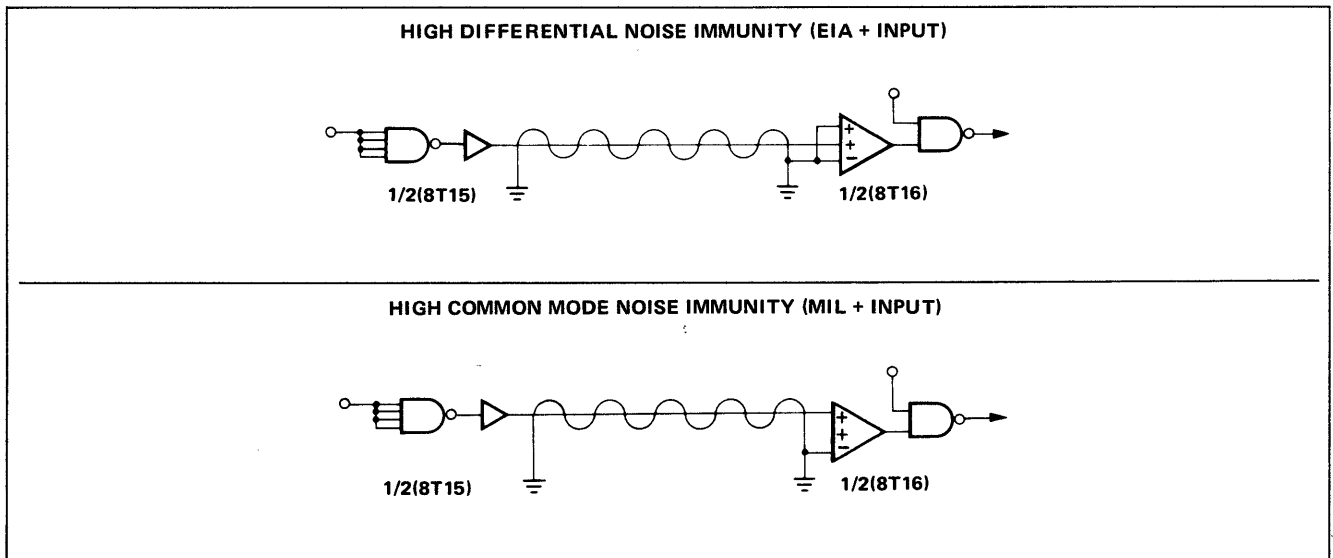 HIGH DIFFERENTIAL NOISE IMMUNITY (EIA + INPUT)
+
+
−
1/2(8T15)
1/2(8T16)
HIGH COMMON MODE NOISE IMMUNITY (MIL + INPUT)
+
+
−
1/2(8T15)
1/2(8T16)